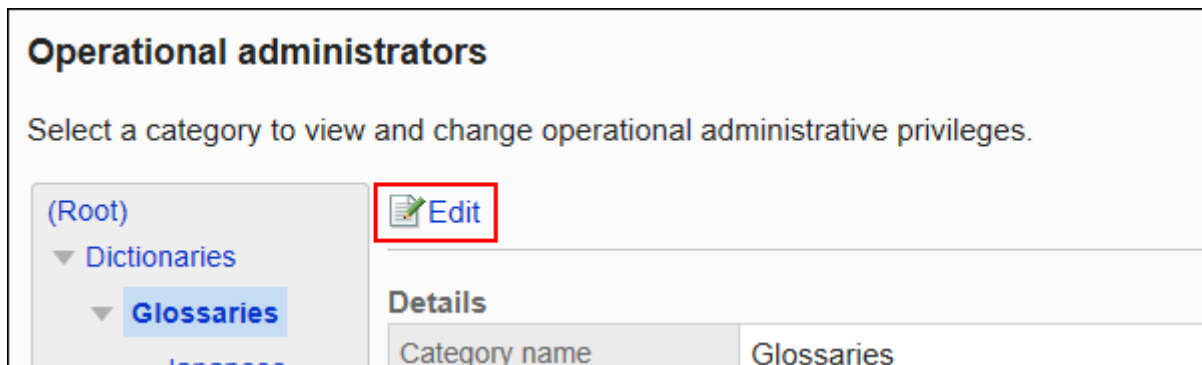 Operational administrators
Select a category to view and change operational administrative privileges.
(Root)
Edit
Dictionaries
Glossaries
Details
Category name
Glossaries